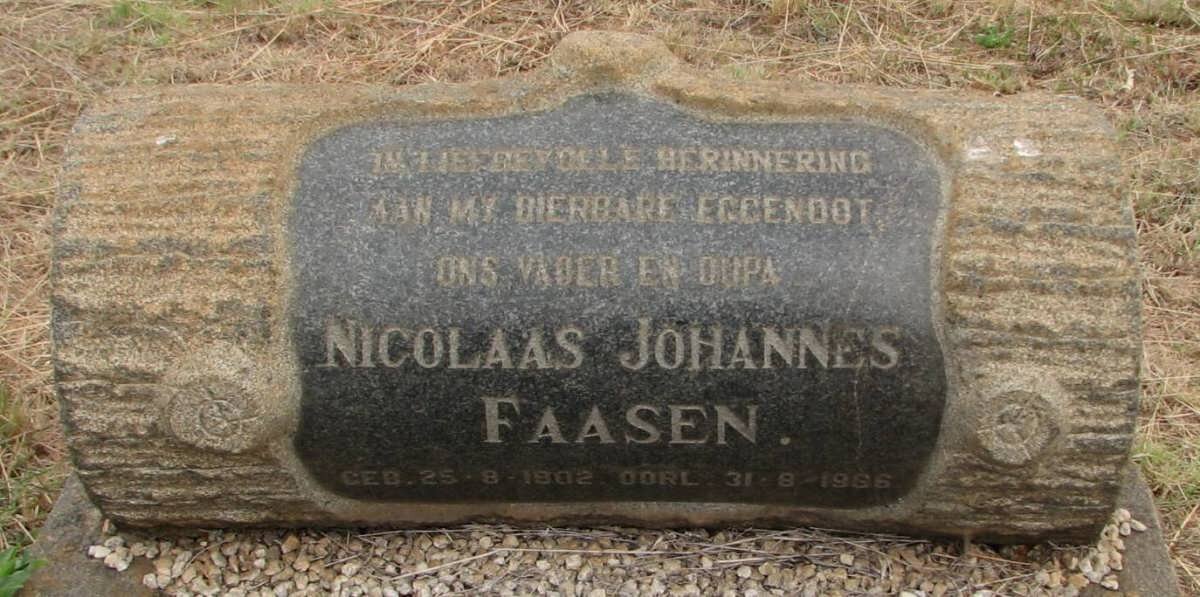 IN LIEFDEVOLLE HERINNERING
AAN MY DIERBARE EGGENOOT,
ONS VADER EN OUPA
NICOLAAS JOHANNES
FAASEN.
GEB. 25-8-1902 OORL. 31-8-1966